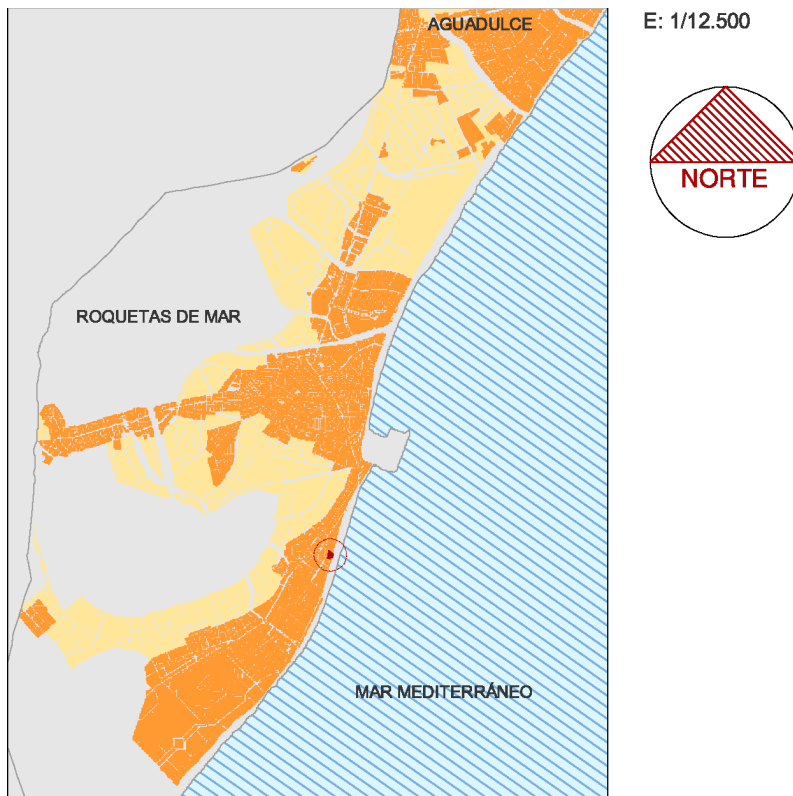 AGUADULCE
E: 1/12.500
NORTE
ROQUETAS DE MAR
MAR MEDITERRÁNEO